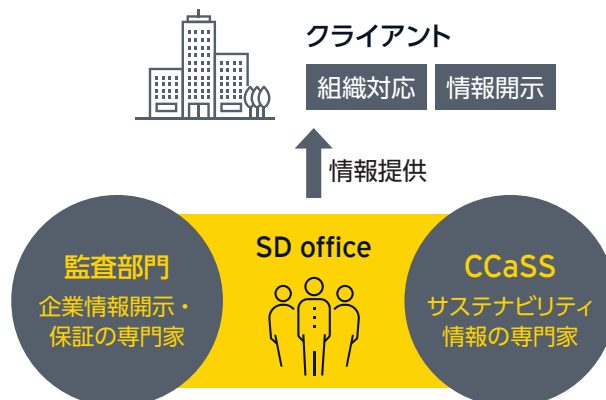 クライアント
組織対応 情報開示
情報提供
SD office
監査部門
企業情報開示・
保証の専門家
CCaSS
サステナビリティ
情報の専門家